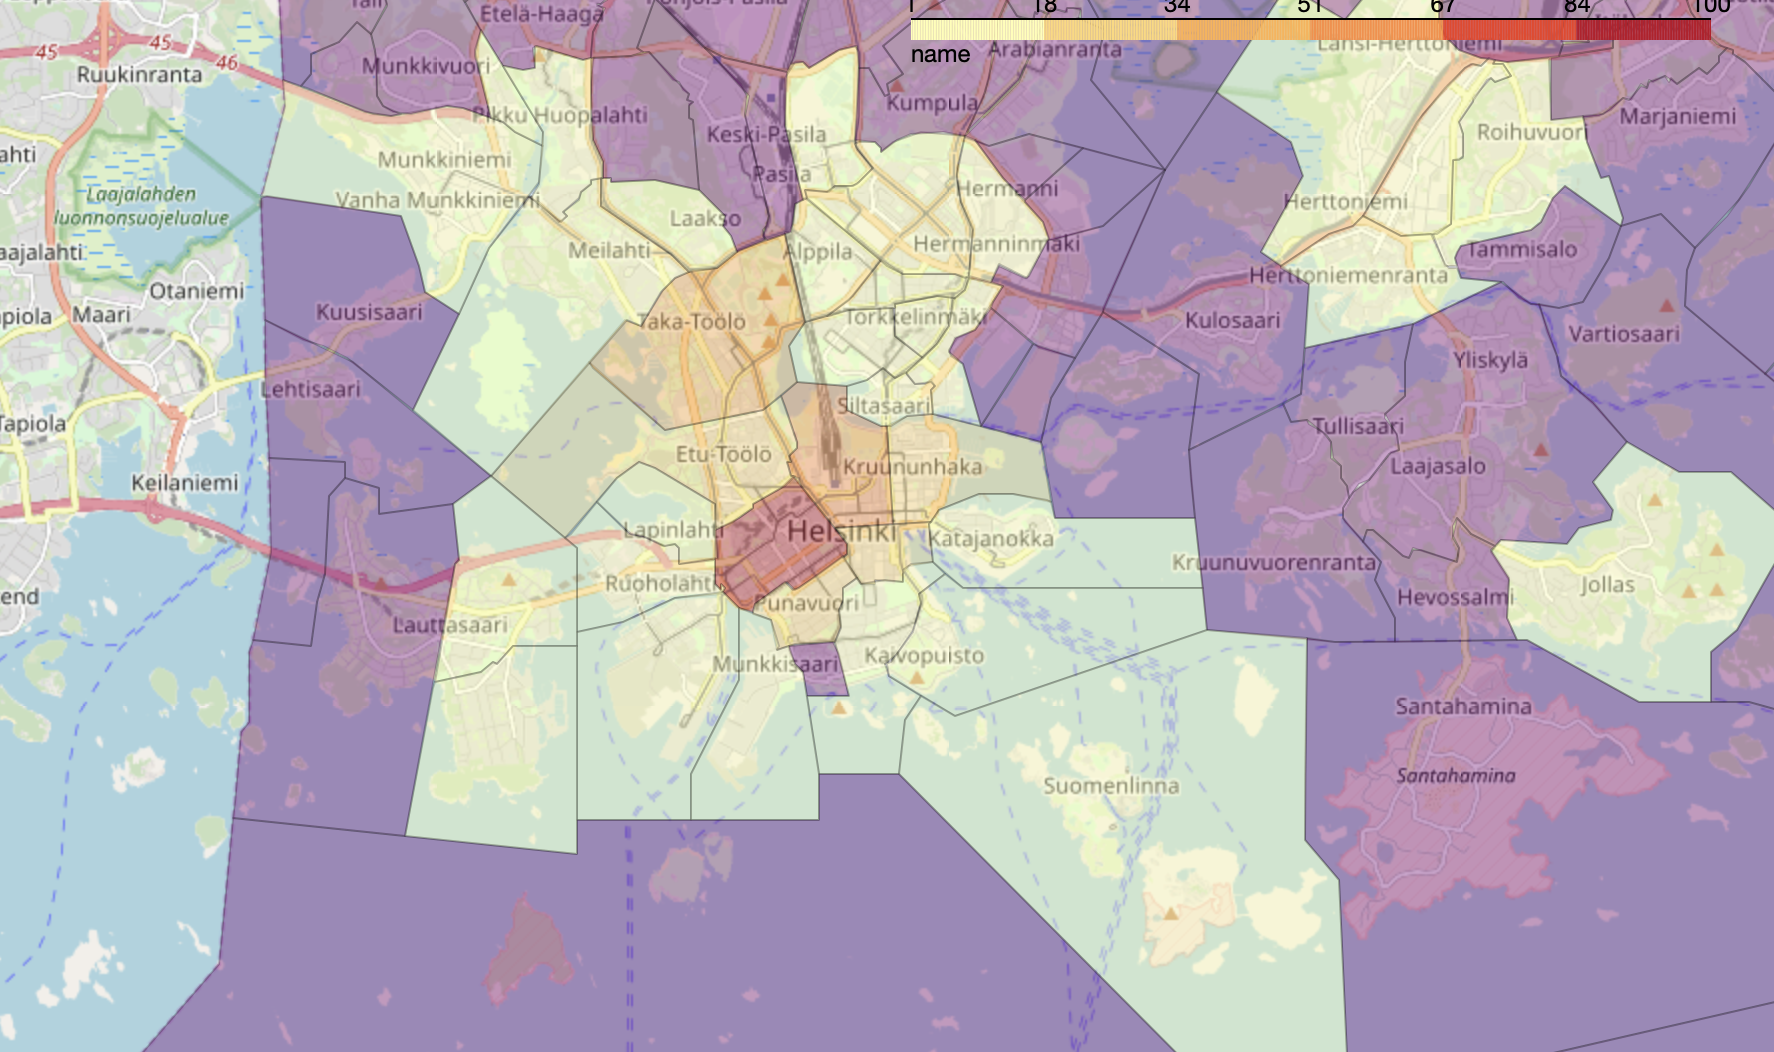 1 18 34 51 67 84 100
name
Etelä-Haaga
45
45
46
Ruukinranta
Munkkivuori
Arabianranta
Länsi-Herttoniemi
Kumpula
Pikku Huopalahti
Keski-Pasila
Marjaniemi
Roihuvuori
Munkkiniemi
Pasila
Laajalahden
luonnonsuojelualue
Vanha Munkkiniemi
Hermanni
Herttoniemi
Laakso
Meilahti
Alppila
Hermanninmäki
Tammisalo
aajalahti
Otaniemi
Herttoniemenranta
Maari
Kuusisaari
Taka-Töölö
Torkkelinmäki
Kulosaari
Vartiosaari
Yliskylä
Lehtisaari
Siltasaari
Tapiola
Tullisaari
Etu-Töölö
Kruununhaka
Laajasalo
Keilaniemi
Lapinlahti
Helsinki
Katajanokka
Kruunuvuorenranta
Ruoholahti
Punavuori
Jollas
Hevossalmi
Lauttasaari
Munkkisaari
Kaivopuisto
Santahamina
Santahamina
Suomenlinna